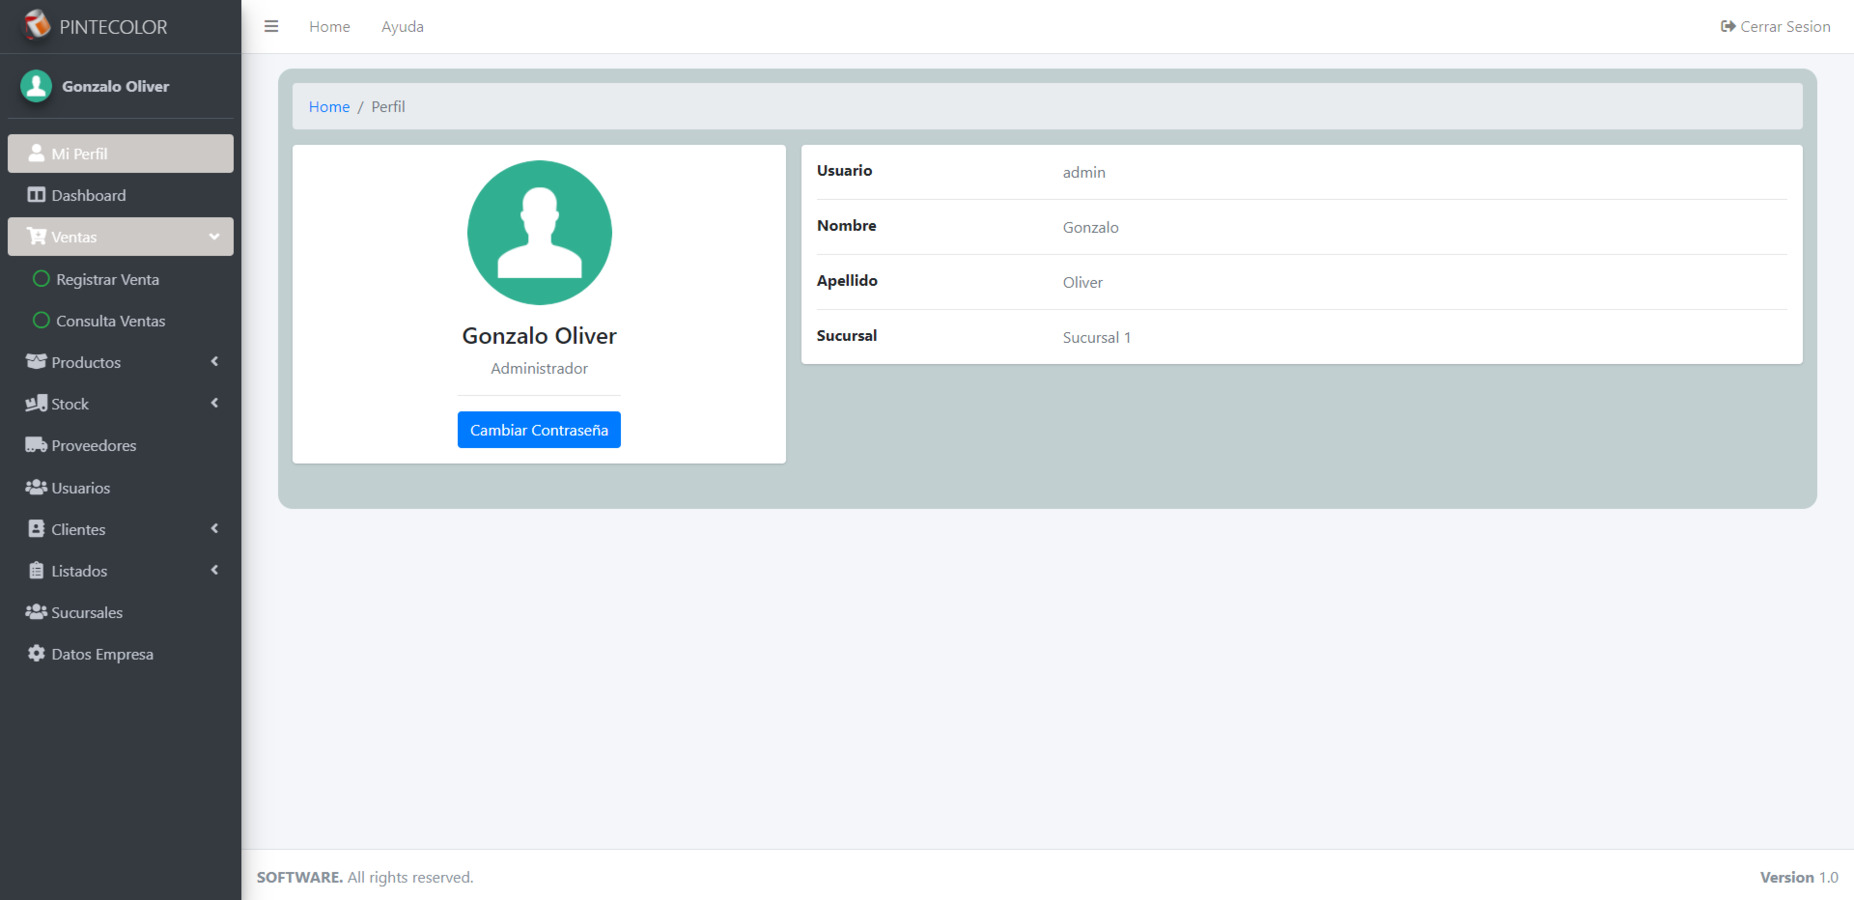 PINTECOLOR
Home
Ayuda
Cerrar Sesion
Gonzalo Oliver
Mi Perfil
Dashboard
Ventas
Registrar Venta
Consulta Ventas
Productos
Stock
Proveedores
Usuarios
Clientes
Listados
Sucursales
Datos Empresa
Home / Perfil
Gonzalo Oliver
Administrador
Cambiar Contraseña
Usuario admin
Nombre Gonzalo
Apellido Oliver
Sucursal Sucursal 1
SOFTWARE. All rights reserved.
Version 1.0